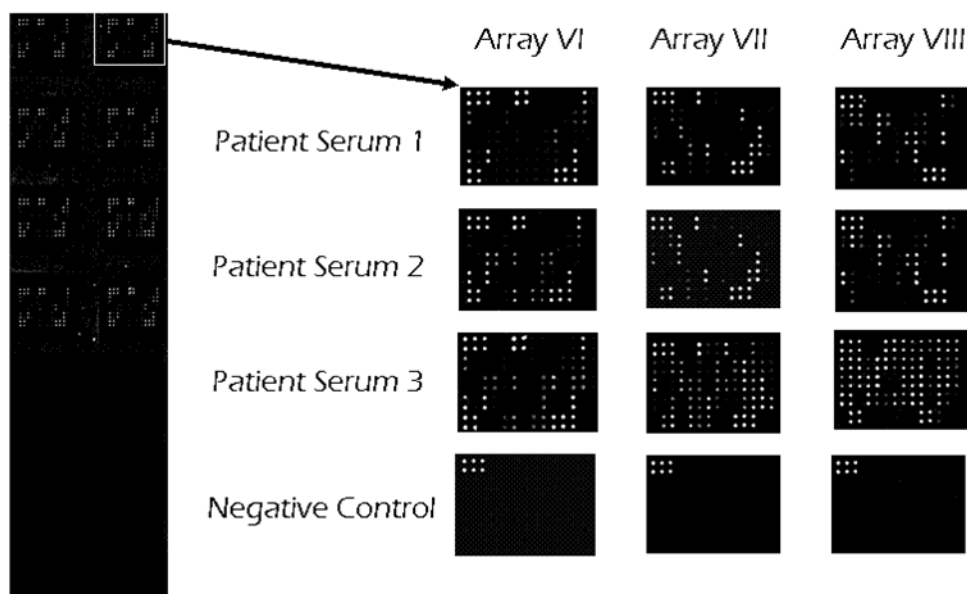 Array VI Array VII Array VIII
Patient Serum 1
Patient Serum 2
Patient Serum 3
Negative Control